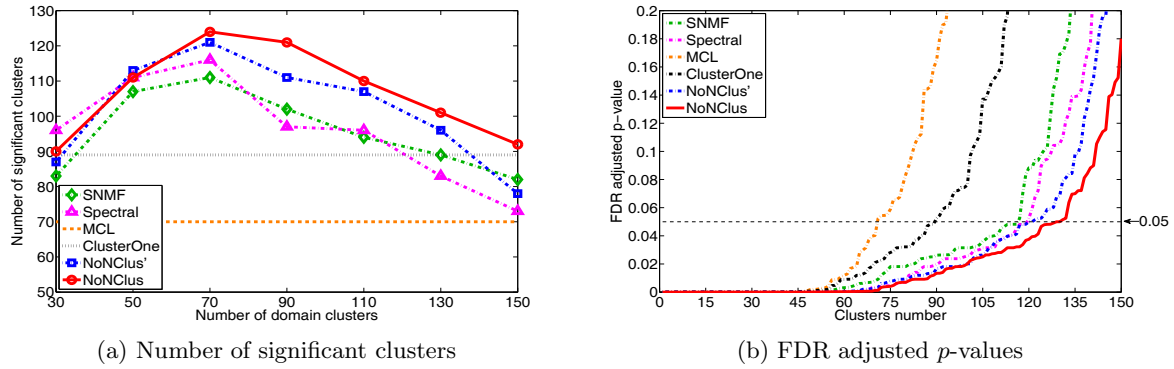 Number of significant clusters
130
120
110
100
90
80
70
60
50
30
50
70
90
110
130
150
Number of domain clusters
SNMF
Spectral
MCL
ClusterOne
NoNClus'
NoNClus
(a) Number of significant clusters
FDR adjusted p−value
0.2
0.18
0.16
0.14
0.12
0.1
0.08
0.06
0.04
0.02
0
0
15
30
45
60
75
90
105
120
135
150
Clusters number
SNMF
Spectral
MCL
ClusterOne
NoNClus'
NoNClus
0.05
(b) FDR adjusted p-values